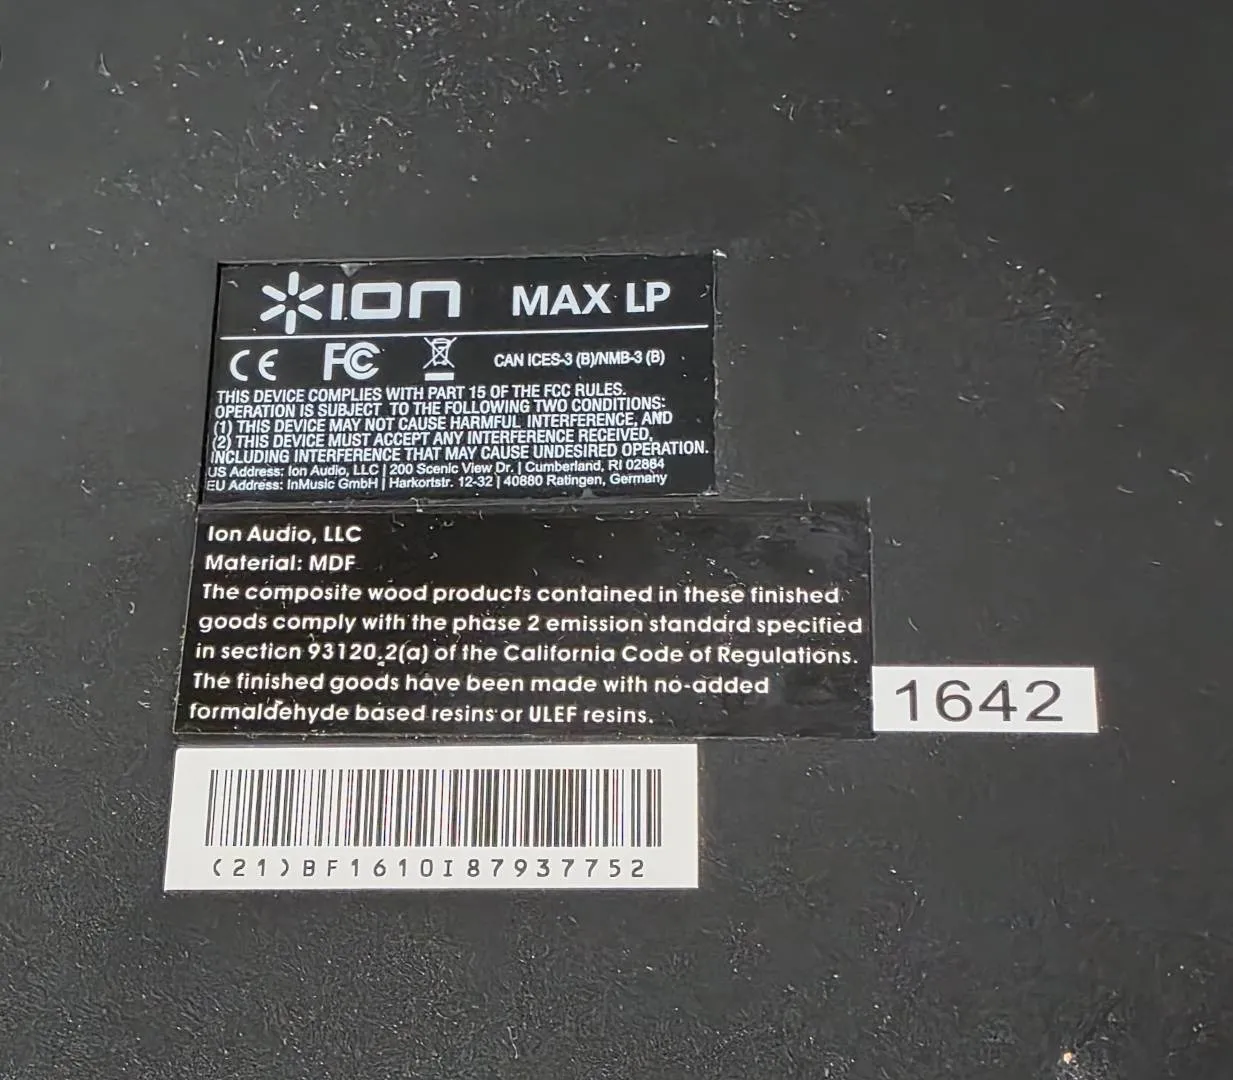 ION MAX LP
CE FC CAN ICES-3 (B)/NMB-3 (B)
THIS DEVICE COMPLIES WITH PART 15 OF THE FCC RULES.
OPERATION IS SUBJECT TO THE FOLLOWING TWO CONDITIONS:
(1) THIS DEVICE MAY NOT CAUSE HARMFUL INTERFERENCE, AND
(2) THIS DEVICE MUST ACCEPT ANY INTERFERENCE RECEIVED,
INCLUDING INTERFERENCE THAT MAY CAUSE UNDESIRED OPERATION.
US Address: Ion Audio, LLC | 200 Scenic View Dr. | Cumberland, RI 02864
EU Address: InMusic GmbH | Harkortstr. 12-32 | 40880 Ratingen, Germany
Ion Audio, LLC
Material: MDF
The composite wood products contained in these finished
goods comply with the phase 2 emission standard specified
in section 93120.2(a) of the California Code of Regulations.
The finished goods have been made with no-added
formaldehyde based resins or ULEF resins.
1642
(21)BF1610I87937752